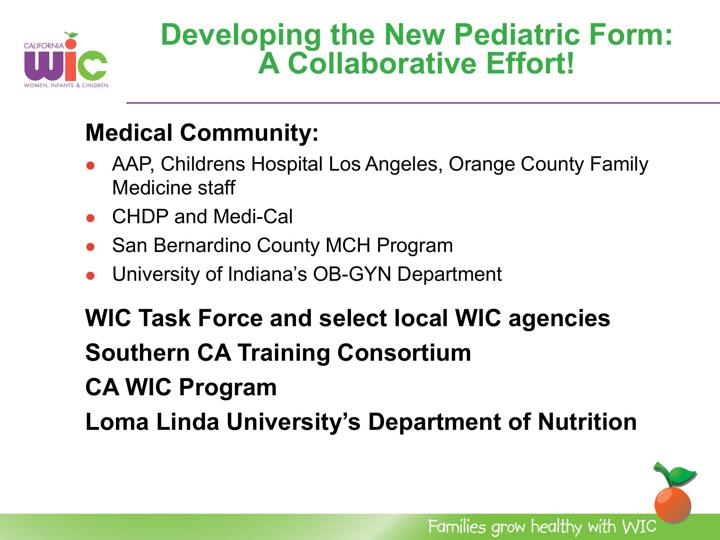 CALIFORNIA
WIC
WOMEN, INFANTS & CHILDREN
Developing the New Pediatric Form:
A Collaborative Effort!
Medical Community:
● AAP, Childrens Hospital Los Angeles, Orange County Family
Medicine staff
● CHDP and Medi-Cal
● San Bernardino County MCH Program
● University of Indiana’s OB-GYN Department
WIC Task Force and select local WIC agencies
Southern CA Training Consortium
CA WIC Program
Loma Linda University’s Department of Nutrition
Families grow healthy with WIC